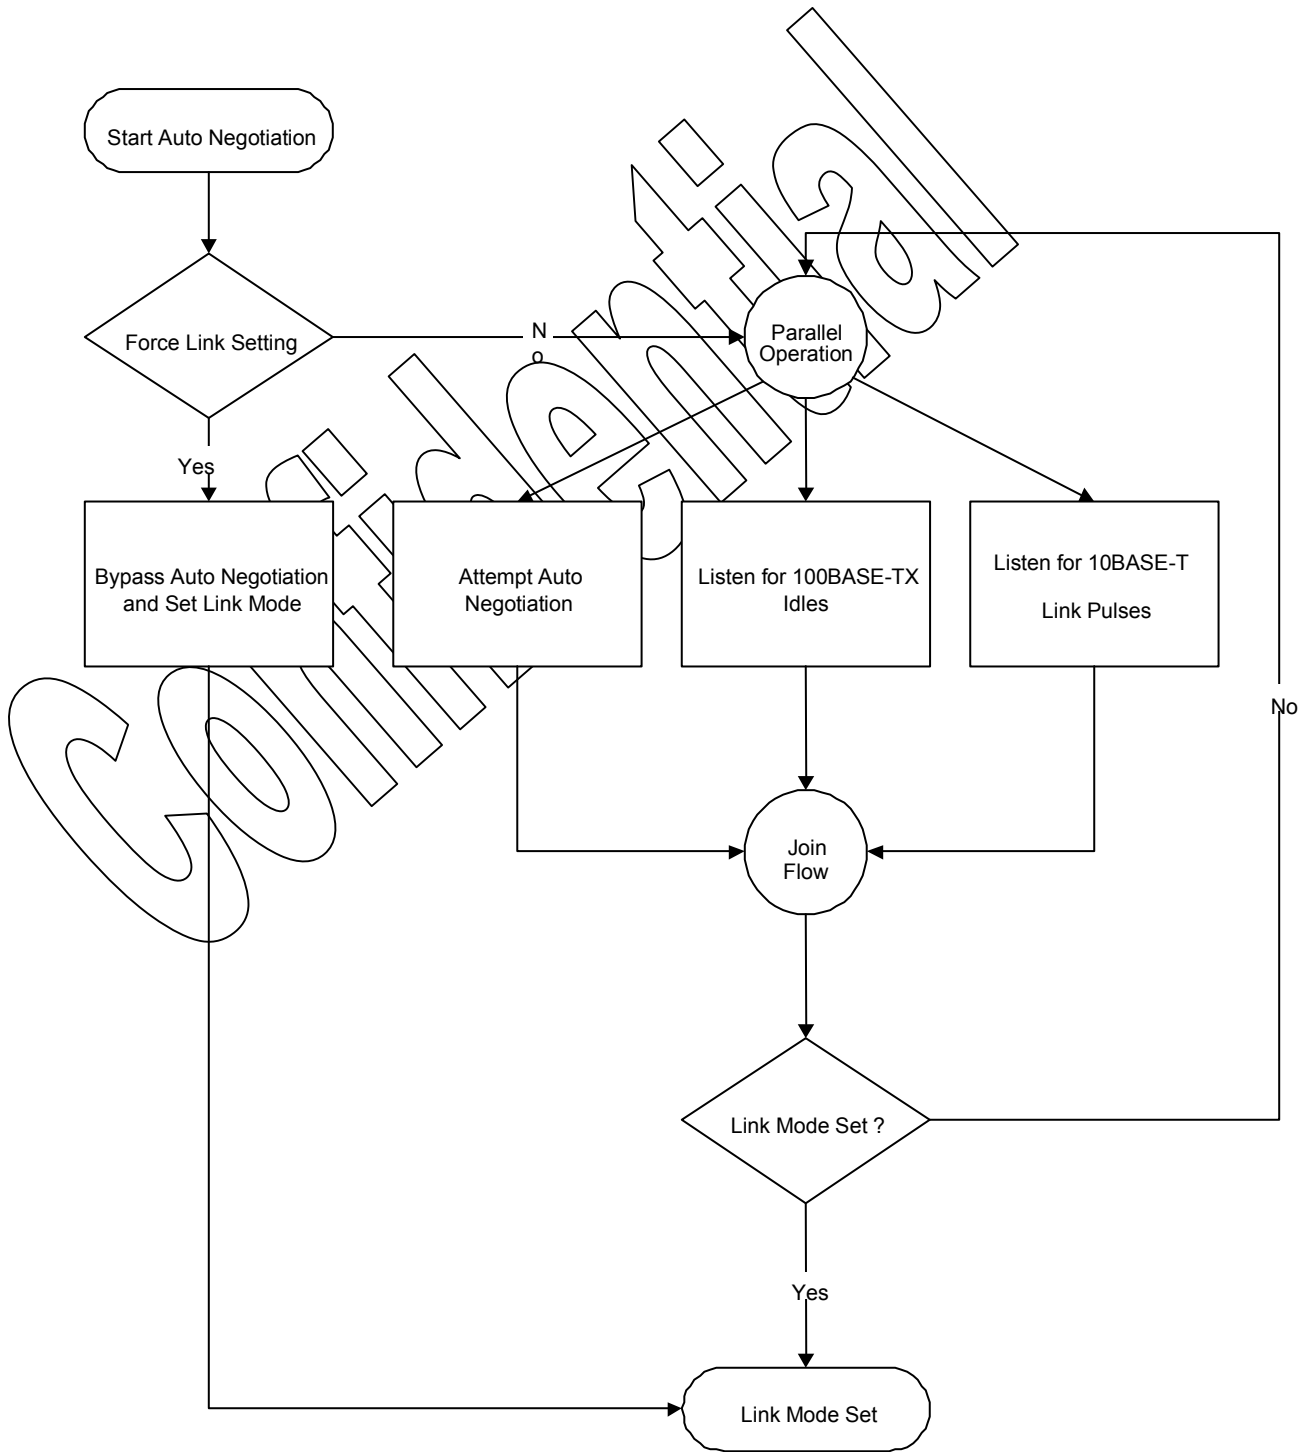 Confidential
Start Auto Negotiation
Force Link Setting
N
o
Parallel
Operation
Yes
Bypass Auto Negotiation
and Set Link Mode
Attempt Auto
Negotiation
Listen for 100BASE-TX
Idles
Listen for 10BASE-T
Link Pulses
No
Join
Flow
Link Mode Set ?
Yes
Link Mode Set